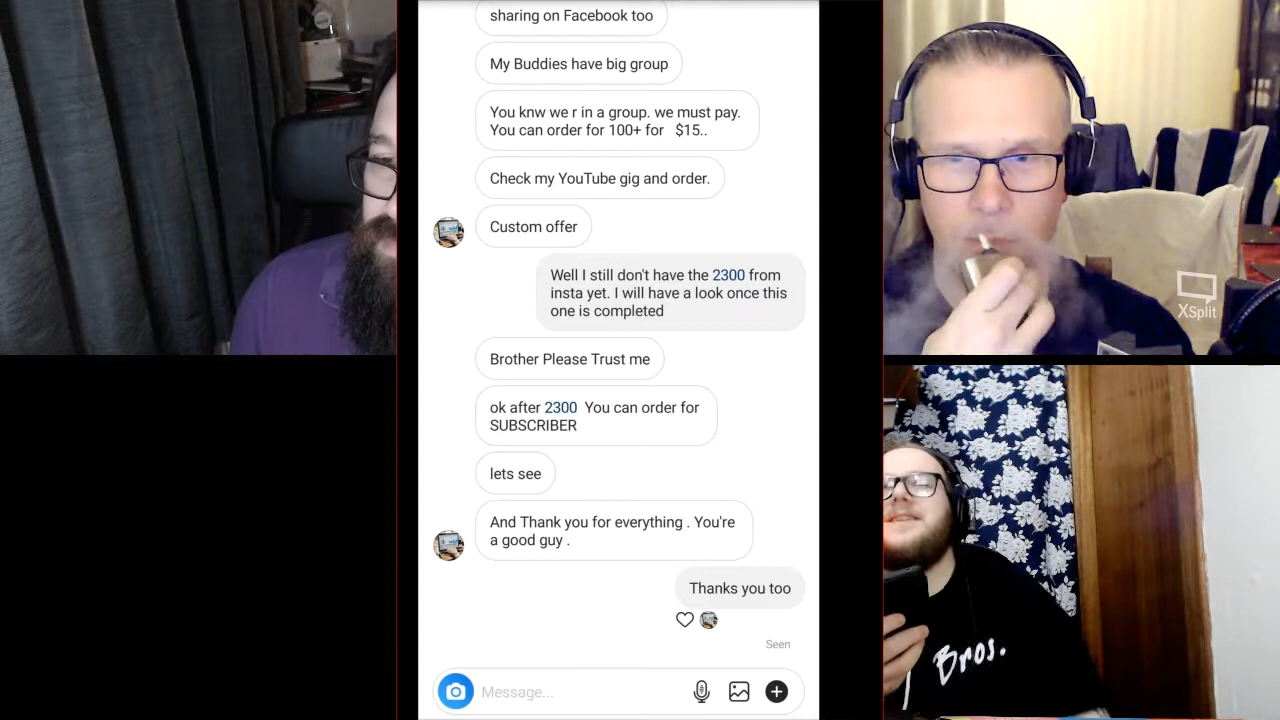 sharing on Facebook too
My Buddies have big group
You knw we r in a group. we must pay.
You can order for 100+ for $15..
Check my YouTube gig and order.
Custom offer
Well I still don't have the 2300 from
insta yet. I will have a look once this
one is completed
Brother Please Trust me
ok after 2300 You can order for
SUBSCRIBER
lets see
And Thank you for everything . You're
a good guy .
Thanks you too
Seen
Message...
XSplit
Bros.